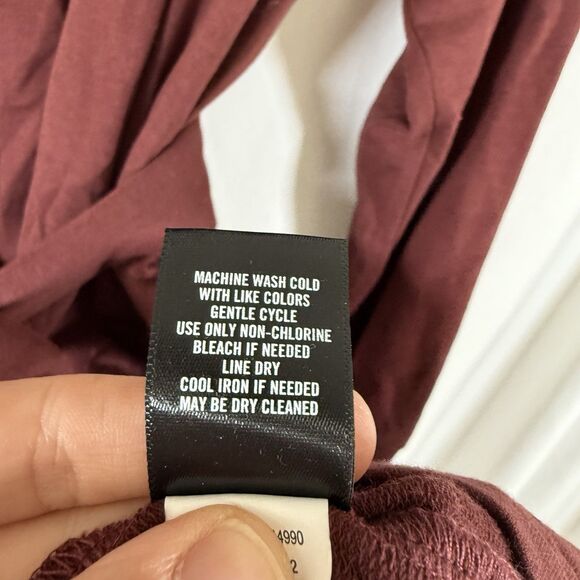 MACHINE WASH COLD
WITH LIKE COLORS
GENTLE CYCLE
USE ONLY NON-CHLORINE
BLEACH IF NEEDED
LINE DRY
COOL IRON IF NEEDED
MAY BE DRY CLEANED